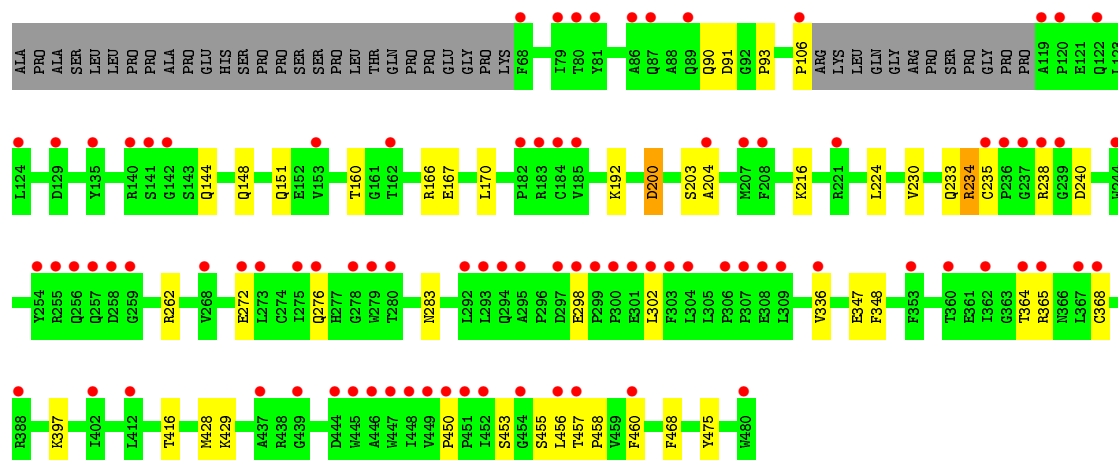 ALA PRO ALA SER LEU LEU PRO PRO ALA PRO GLU HIS SER PRO PRO SER SER PRO LEU THR GLN PRO PRO GLU GLY PRO LYS F68 I79 T80 Y81 A86 Q87 A88 Q89 Q90 D91 G92 P93 P106 ARG LYS LEU GLN GLY ARG PRO SER PRO GLY PRO PRO A119 P120 E121 Q122 L123
L124 D129 Y135 R140 S141 G142 S143 Q144 Q148 Q151 E152 V153 T160 G161 T162 R166 E167 L170 P182 R183 C184 V185 K192 D200 S203 A204 M207 F208 K216 R221 L224 V230 Q233 R234 C235 P236 G237 R238 G239 D240 W244
Y254 R255 Q256 Q257 D258 G259 R262 V268 E272 L273 C274 I275 Q276 H277 G278 W279 T280 N283 L292 L293 Q294 A295 P296 D297 E298 P299 P300 E301 L302 F303 L304 L305 P306 P307 E308 L309 V336 E347 F348 F353 T360 E361 I362 G363 T364 R365 N366 L367 C368
R388 K397 I402 L412 T416 M428 K429 A437 R438 G439 D444 W445 A446 W447 I448 V449 P450 P451 I452 S453 G454 S455 L456 T457 P458 V459 F460 F468 Y475 W480